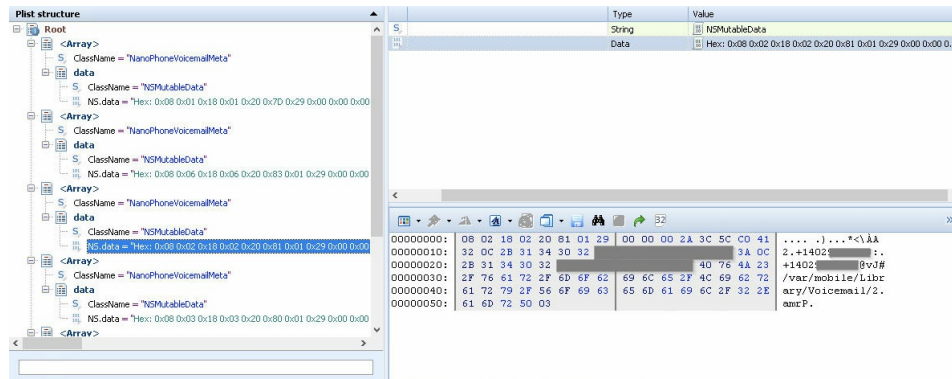 Plist structure
Root
<Array>
ClassName = "NanoPhoneVoicemailMeta"
data
ClassName = "NSMutableData"
NS.data = "Hex: 0x08 0x01 0x18 0x01 0x20 0x7D 0x29 0x00 0x00 0x00
<Array>
ClassName = "NanoPhoneVoicemailMeta"
data
ClassName = "NSMutableData"
NS.data = "Hex: 0x08 0x06 0x18 0x06 0x20 0x83 0x01 0x29 0x00 0x00
<Array>
ClassName = "NanoPhoneVoicemailMeta"
data
ClassName = "NSMutableData"
NS.data = "Hex: 0x08 0x02 0x18 0x02 0x20 0x81 0x01 0x29 0x00 0x00
<Array>
ClassName = "NanoPhoneVoicemailMeta"
data
ClassName = "NSMutableData"
NS.data = "Hex: 0x08 0x03 0x18 0x03 0x20 0x80 0x01 0x29 0x00 0x00
<Array>
Type Value
String NSMutableData
Data Hex: 0x08 0x02 0x18 0x02 0x20 0x81 0x01 0x29 0x00 0x00 0.
32
00000000: 08 02 18 02 20 81 01 29 00 00 00 2A 3C 5C C0 41 .... .)...*<\ÀA
00000010: 32 0C 2B 31 34 30 32 3A 0C 2.+1402 :.
00000020: 2B 31 34 30 32 40 76 4A 23 +1402 @vJ#
00000030: 2F 76 61 72 2F 6D 6F 62 69 6C 65 2F 4C 69 62 72 /var/mobile/Libr
00000040: 61 72 79 2F 56 6F 69 63 65 6D 61 69 6C 2F 32 2E ary/Voicemail/2.
00000050: 61 6D 72 50 03 amrP.